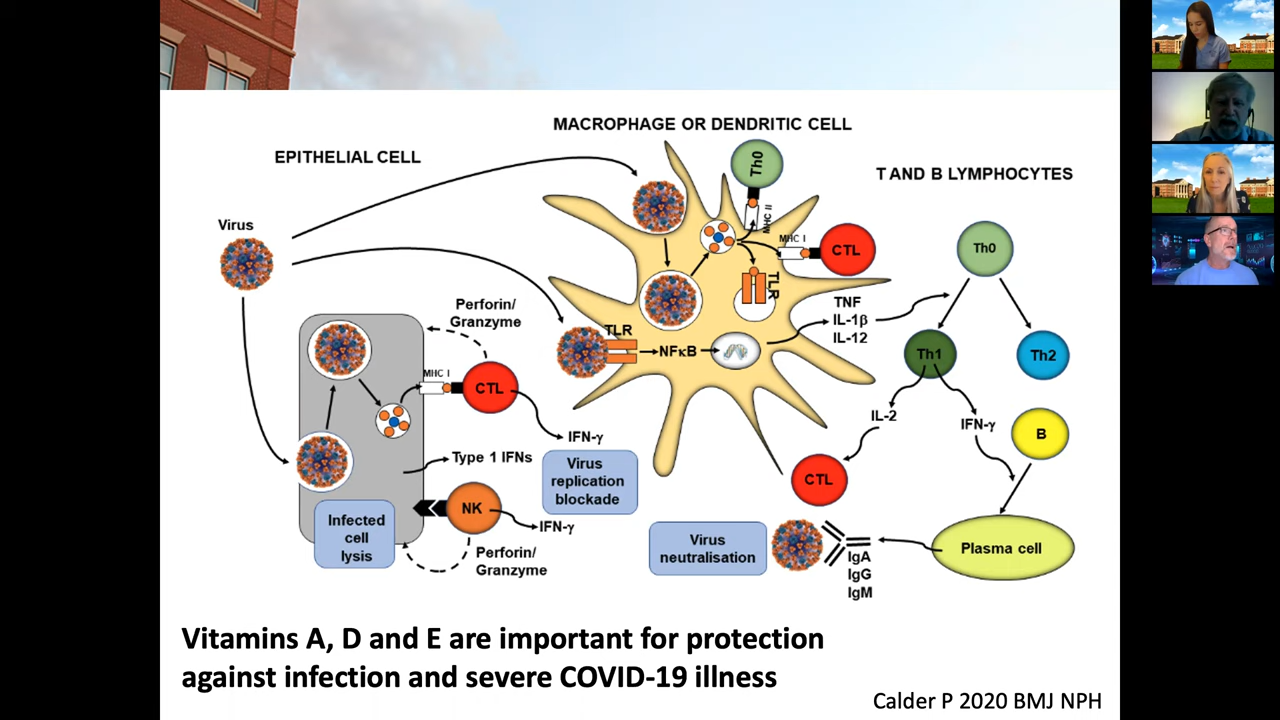 MACROPHAGE OR DENDRITIC CELL
EPITHELIAL CELL
T AND B LYMPHOCYTES
Virus
Th0
MHC II
MHC I
CTL
TLR
Th0
TNF
IL-1β
IL-12
Perforin/
Granzyme
TLR
NFκB
Th1
Th2
MHC I
CTL
IFN-γ
IL-2
IFN-γ
B
Type 1 IFNs
Virus
replication
blockade
CTL
NK
IFN-γ
Infected
cell
lysis
Perforin/
Granzyme
Virus
neutralisation
IgA
IgG
IgM
Plasma cell
Vitamins A, D and E are important for protection
against infection and severe COVID-19 illness
Calder P 2020 BMJ NPH